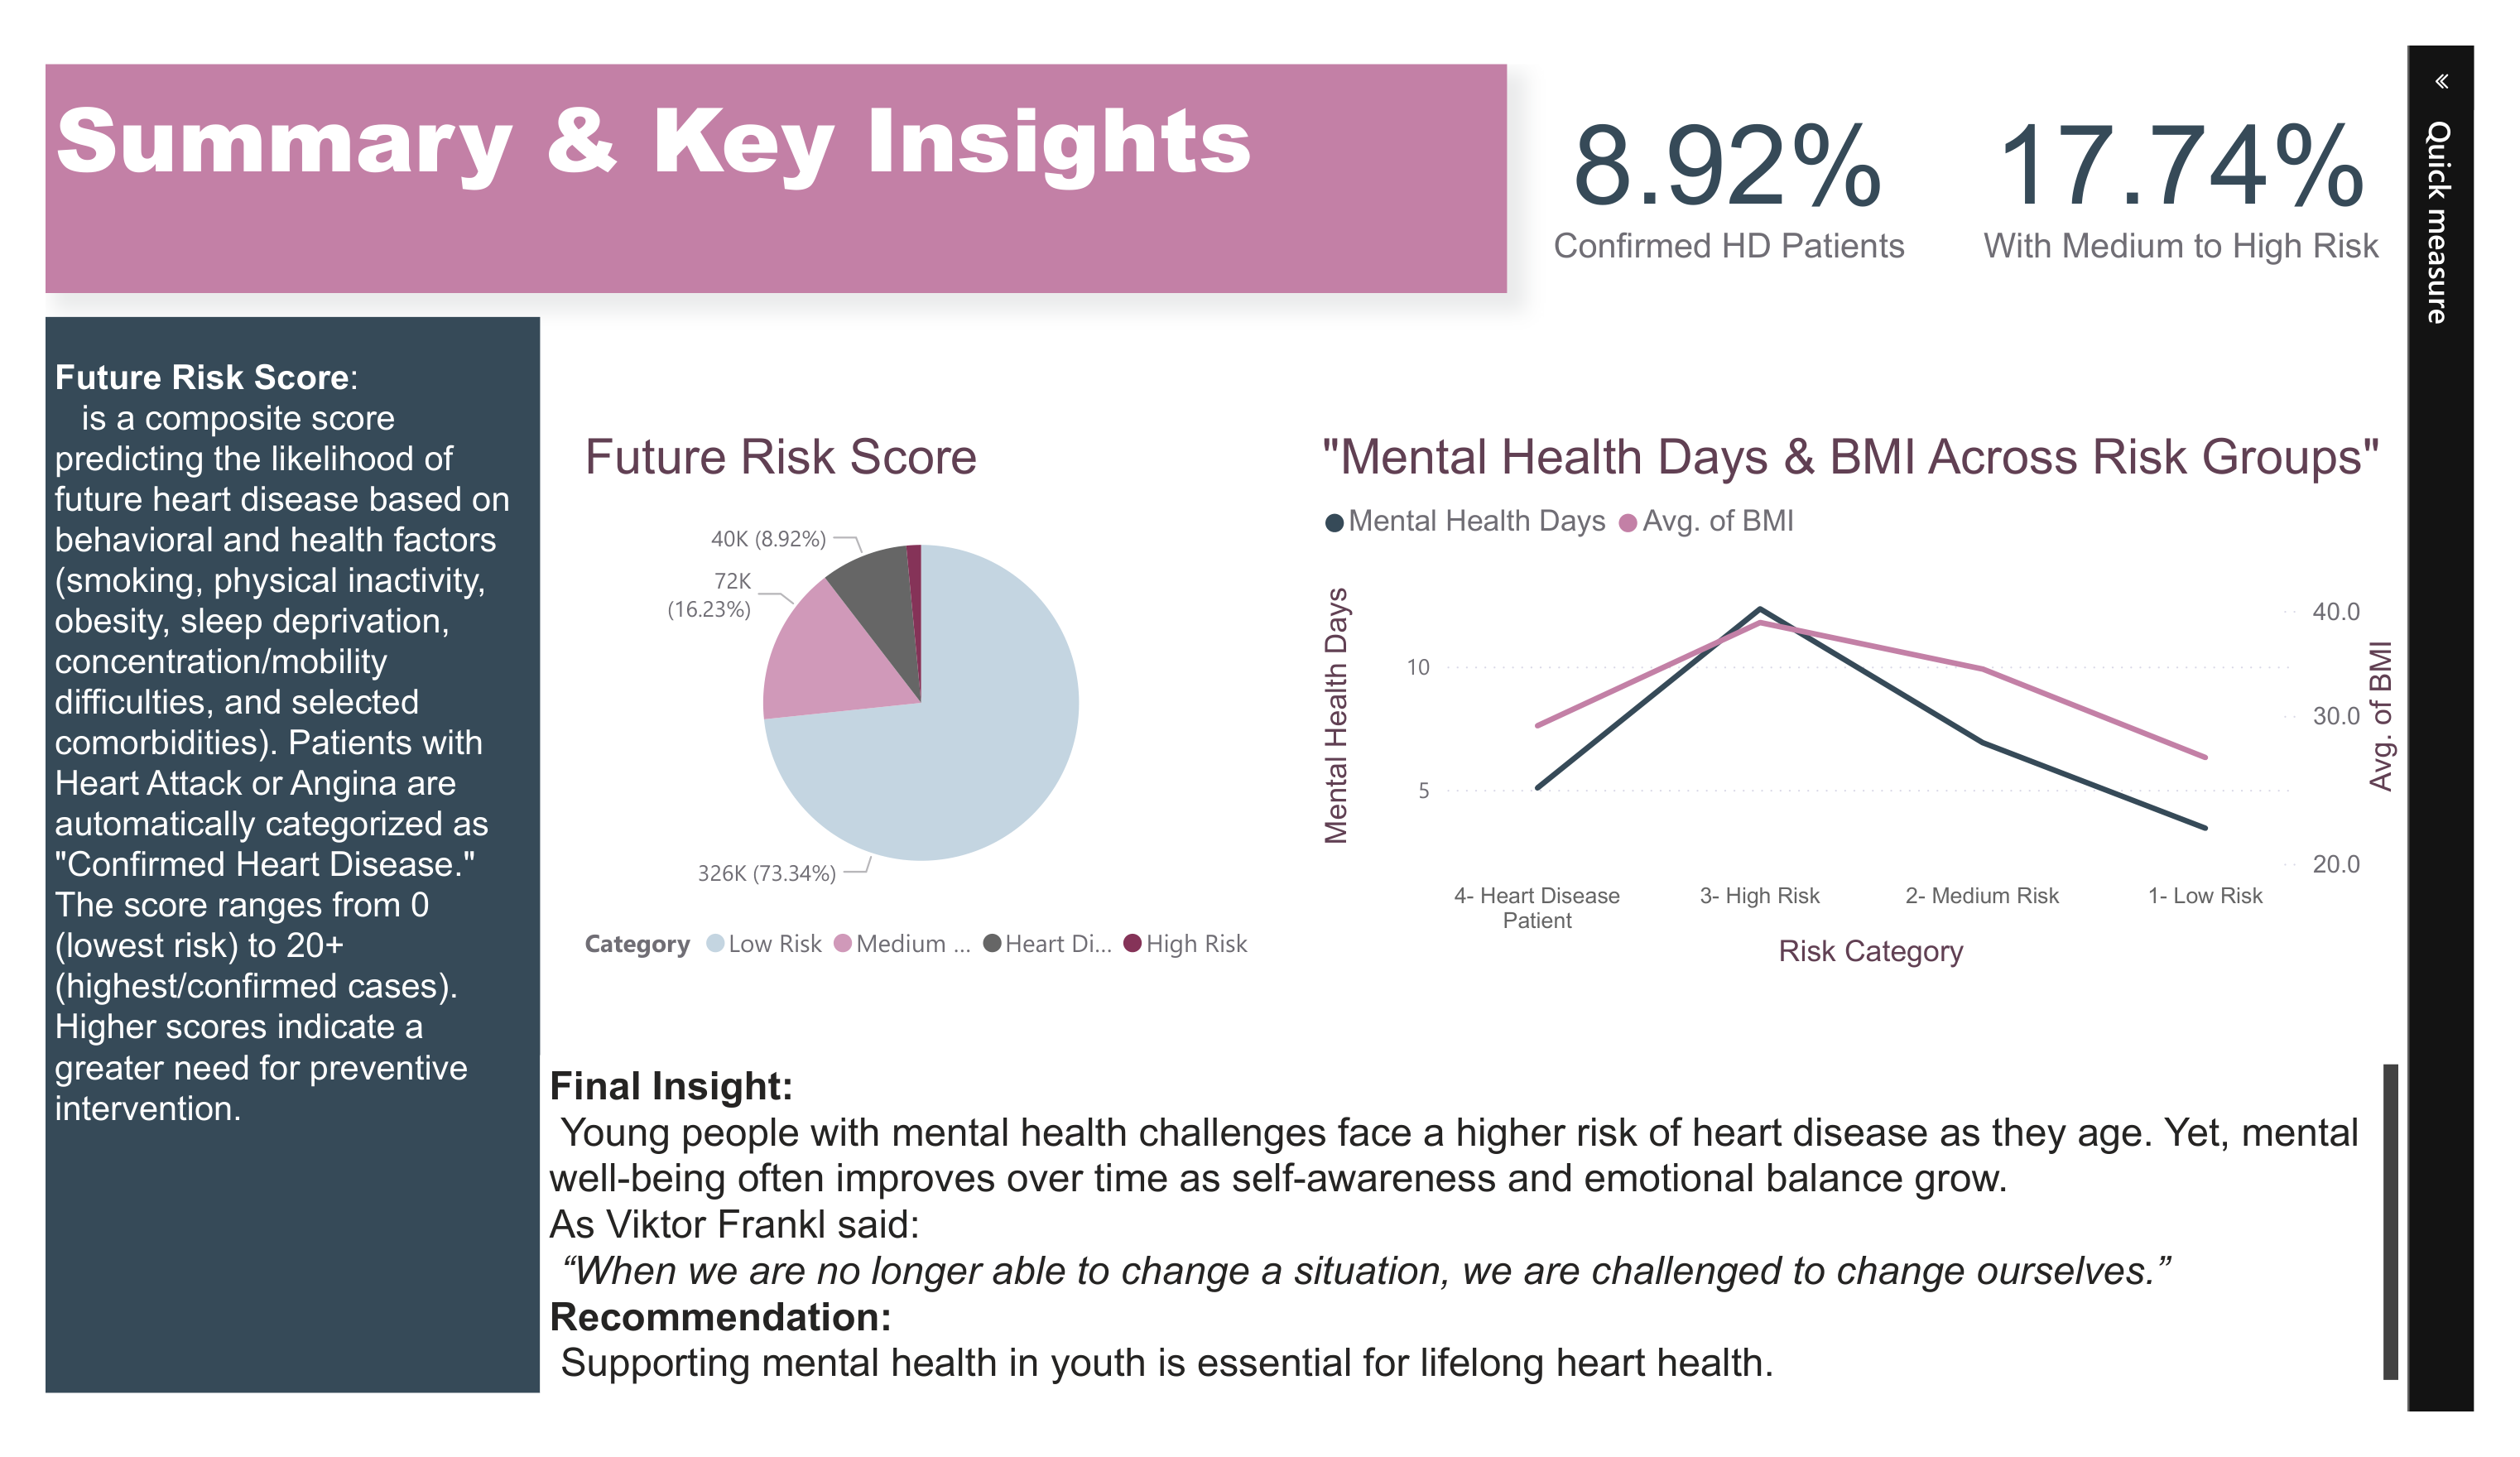 Summary & Key Insights
8.92%
Confirmed HD Patients
17.74%
With Medium to High Risk
«
Quick measure
Future Risk Score:
is a composite score
predicting the likelihood of
future heart disease based on
behavioral and health factors
(smoking, physical inactivity,
obesity, sleep deprivation,
concentration/mobility
difficulties, and selected
comorbidities). Patients with
Heart Attack or Angina are
automatically categorized as
"Confirmed Heart Disease."
The score ranges from 0
(lowest risk) to 20+
(highest/confirmed cases).
Higher scores indicate a
greater need for preventive
intervention.
Future Risk Score
40K (8.92%)
72K
(16.23%)
326K (73.34%)
Category Low Risk Medium ... Heart Di... High Risk
"Mental Health Days & BMI Across Risk Groups"
Mental Health Days Avg. of BMI
Mental Health Days
10
5
40.0
30.0
20.0
Avg. of BMI
4- Heart Disease
Patient
3- High Risk
2- Medium Risk
1- Low Risk
Risk Category
Final Insight:
Young people with mental health challenges face a higher risk of heart disease as they age. Yet, mental
well-being often improves over time as self-awareness and emotional balance grow.
As Viktor Frankl said:
“When we are no longer able to change a situation, we are challenged to change ourselves.”
Recommendation:
Supporting mental health in youth is essential for lifelong heart health.